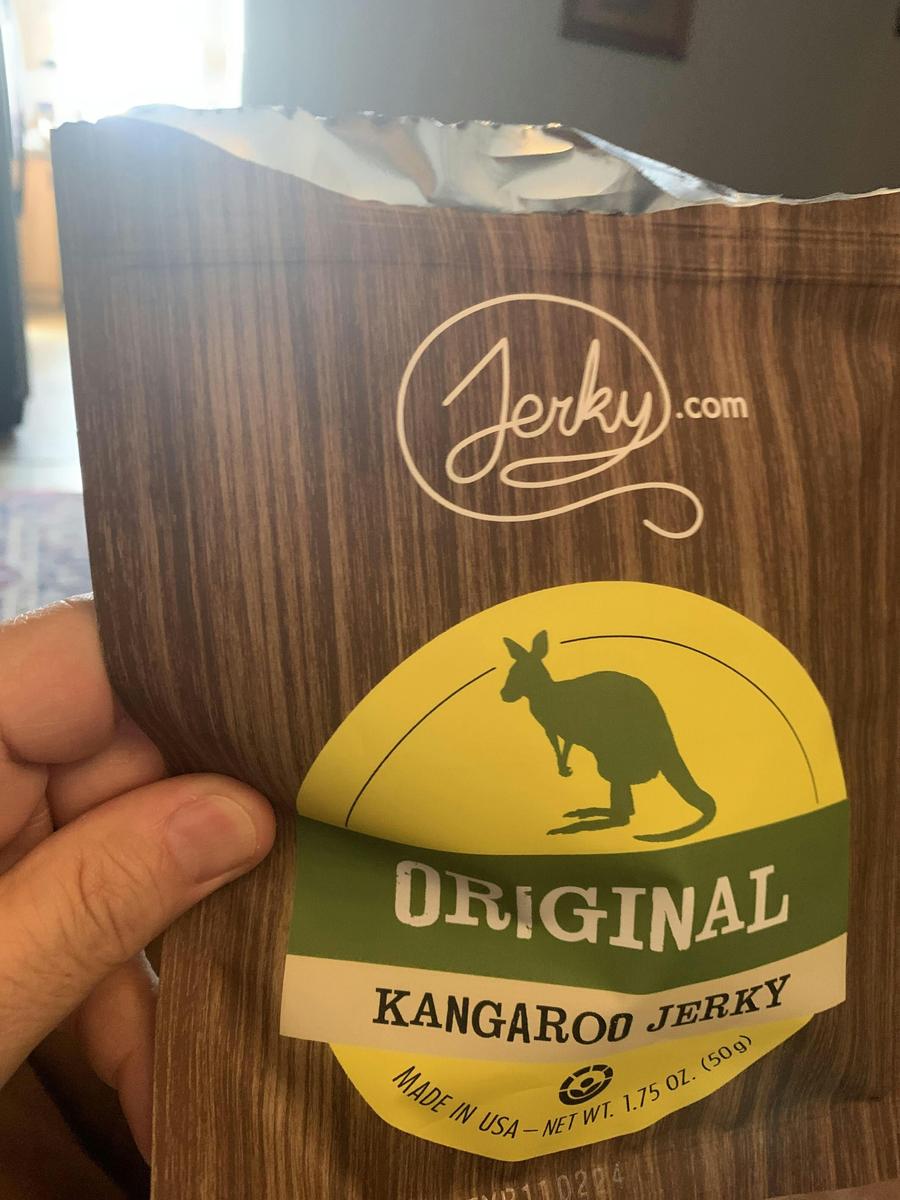 Jerky.com
ORIGINAL
KANGAROO JERKY
MADE IN USA – NET WT. 1.75 OZ. (50g)